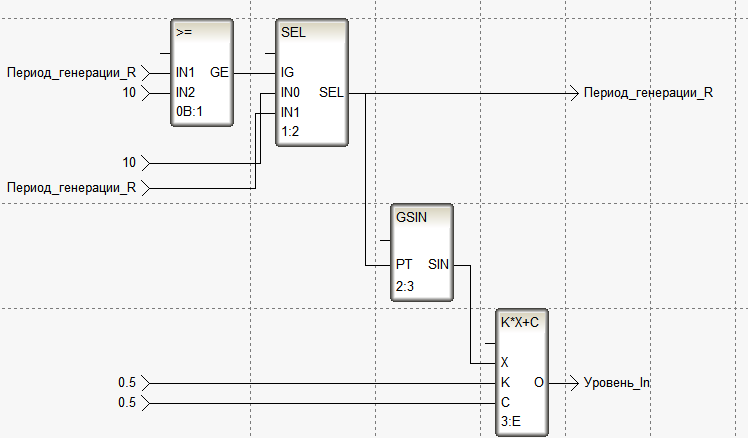 >=
SEL
Период_генерации_R
IN1 GE
IG
10
IN2
IN0 SEL
Период_генерации_R
0B:1
IN1
1:2
10
Период_генерации_R
GSIN
PT SIN
2:3
K*X+C
X
0.5
K O
Уровень_In
0.5
C
3:E